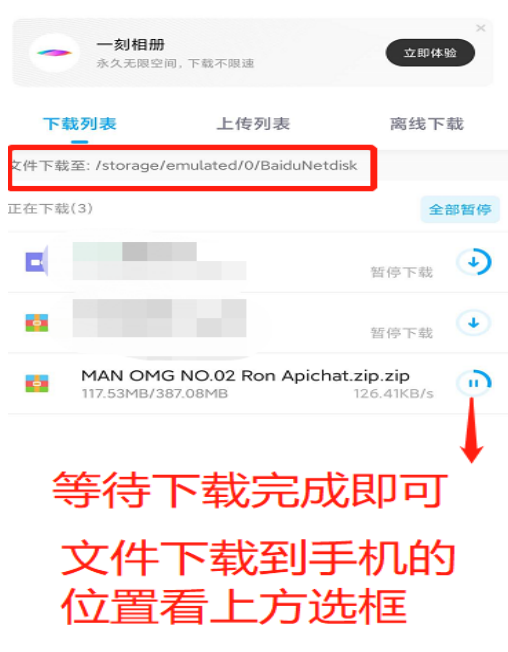 一刻相册
永久无限空间，下载不限速
立即体验
下载列表
上传列表
离线下载
文件下载至: /storage/emulated/0/BaiduNetdisk
正在下载(3)
全部暂停
暂停下载
暂停下载
MAN OMG NO.02 Ron Apichat.zip.zip
117.53MB/387.08MB
126.41KB/s
等待下载完成即可
文件下载到手机的
位置看上方选框